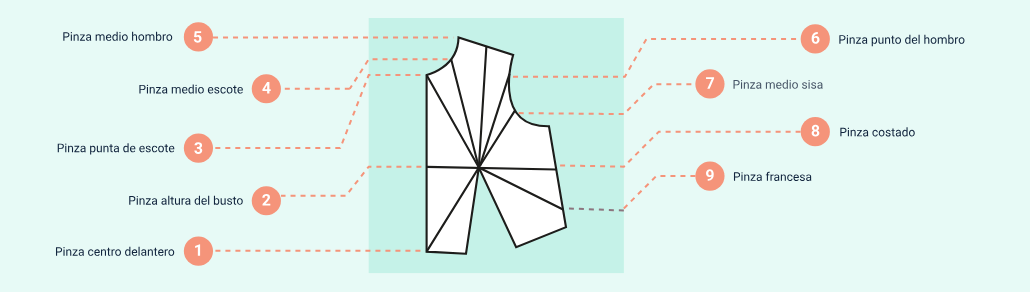 Pinza medio hombro 5
Pinza medio escote 4
Pinza punta de escote 3
Pinza altura del busto 2
Pinza centro delantero 1
6 Pinza punto del hombro
7 Pinza medio sisa
8 Pinza costado
9 Pinza francesa